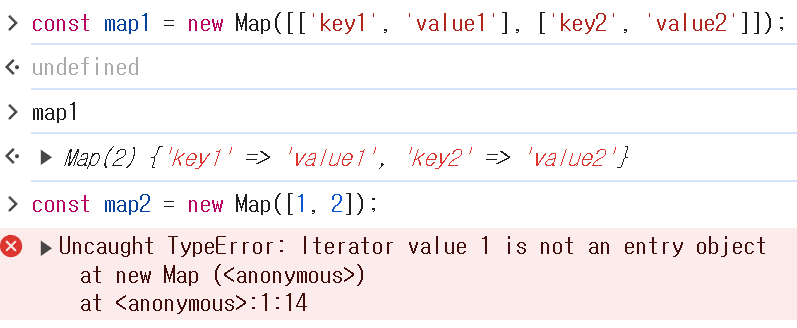 > const map1 = new Map([['key1', 'value1'], ['key2', 'value2']]);
undefined
> map1
▶ Map(2) {'key1' => 'value1', 'key2' => 'value2'}
> const map2 = new Map([1, 2]);
▶ Uncaught TypeError: Iterator value 1 is not an entry object
at new Map (<anonymous>)
at <anonymous>:1:14